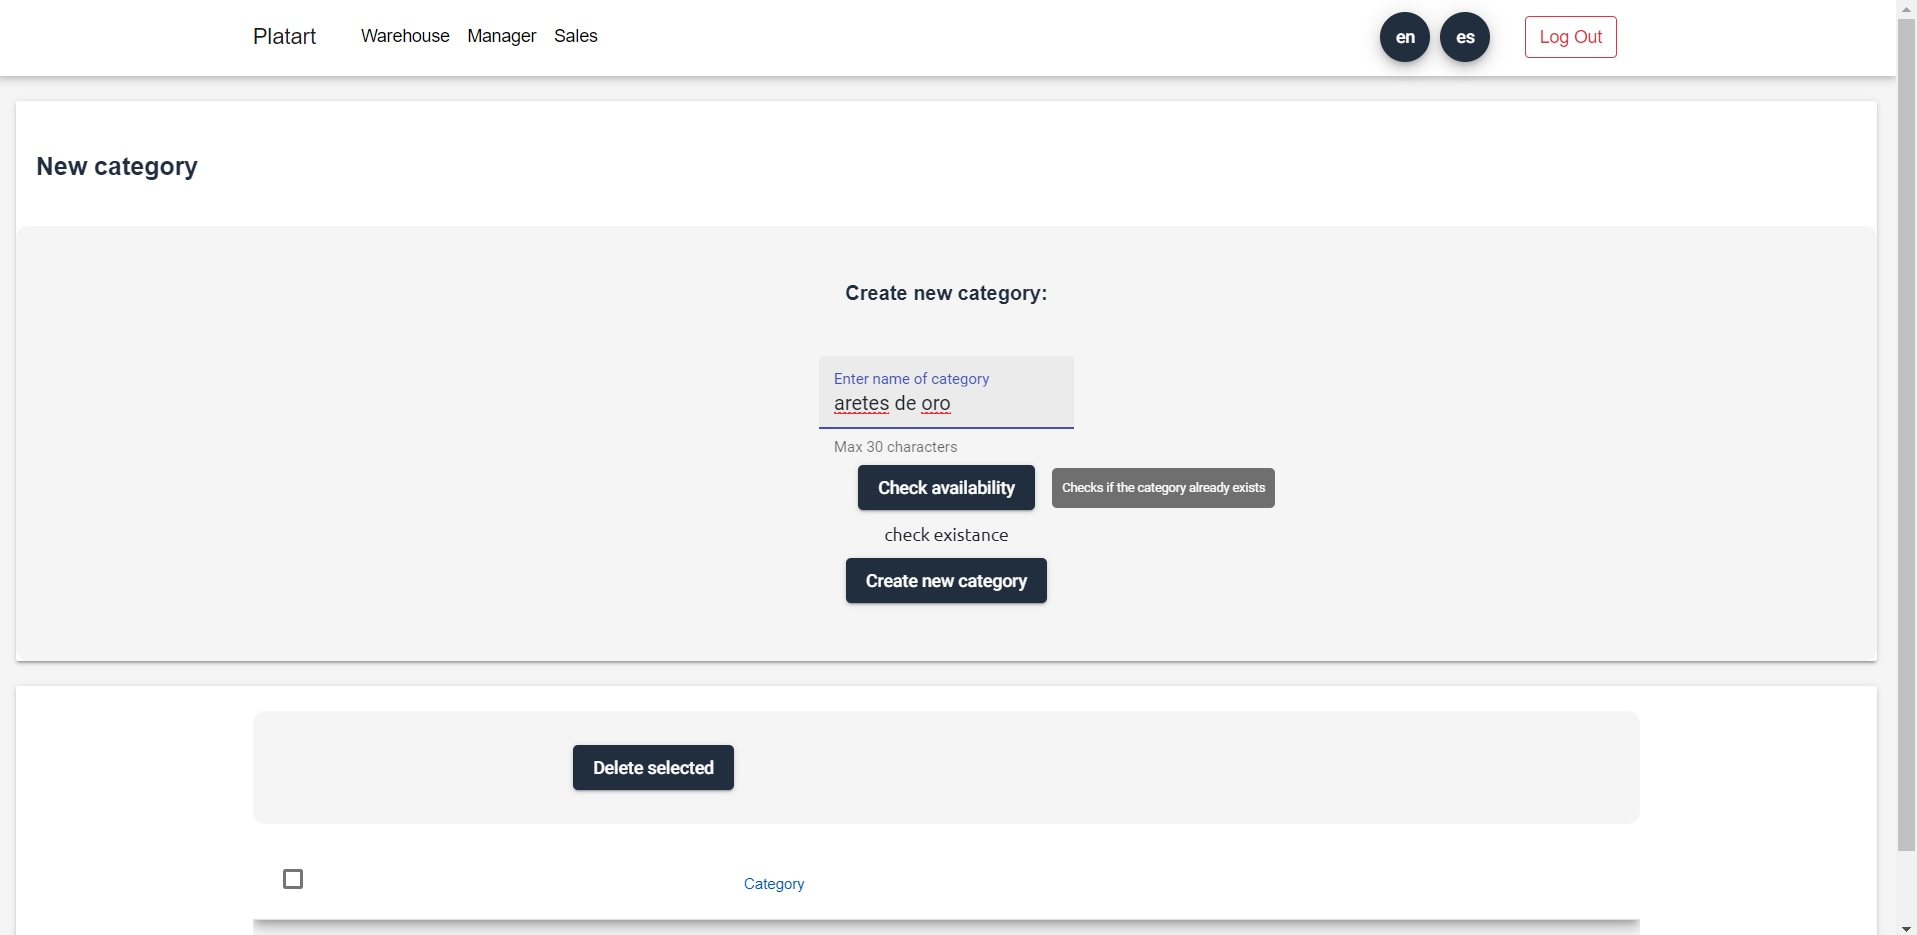 Platart Warehouse Manager Sales en es Log Out
New category
Create new category:
Enter name of category
aretes de oro
Max 30 characters
Check availability Checks if the category already exists
check existance
Create new category
Delete selected
Category